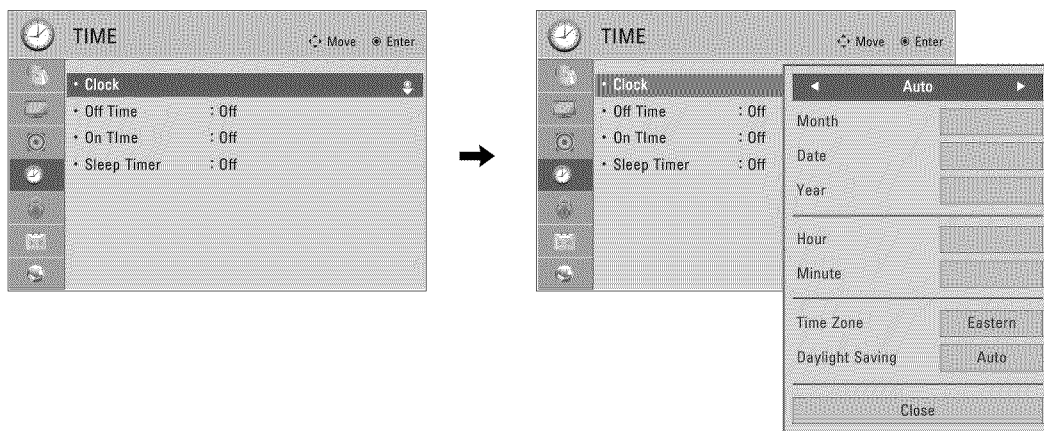 TIME
Move Enter
• Clock
• Off Time : Off
• On TIme : Off
• Sleep Timer : Off
TIME
Move Enter
• Clock
• Off Time : Off
• On TIme : Off
• Sleep Timer : Off
Auto
Month
Date
Year
Hour
Minute
Time Zone Eastern
Daylight Saving Auto
Close